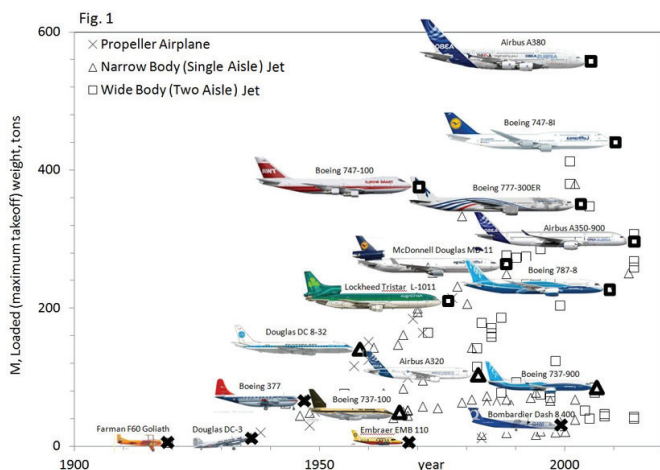 Fig. 1
600
× Propeller Airplane
△ Narrow Body (Single Aisle) Jet
□ Wide Body (Two Aisle) Jet
Airbus A380
Boeing 747-8I
400
Boeing 747-100
Boeing 777-300ER
Airbus A350-900
McDonnell Douglas MD-11
Lockheed Tristar L-1011
Boeing 787-8
200
Douglas DC 8-32
Airbus A320
Boeing 737-900
Boeing 377
Boeing 737-100
Bombardier Dash 8 400
Farman F60 Goliath
Douglas DC-3
Embraer EMB 110
0
1900
1950
year
2000
M, Loaded (maximum takeoff) weight, tons